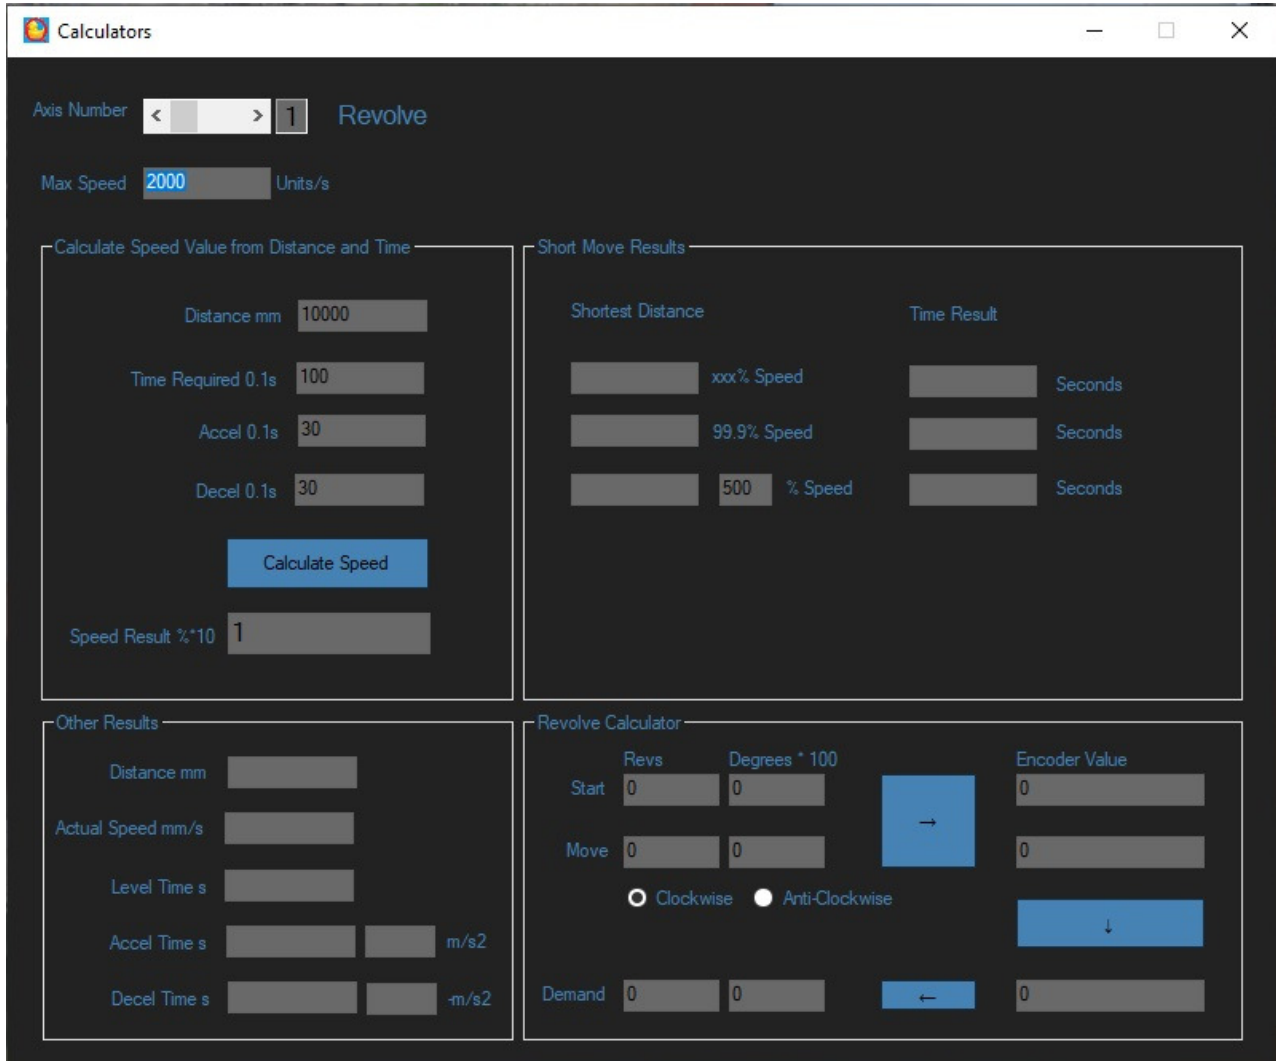 Calculators
Axis Number < > 1 Revolve
Max Speed 2000 Units/s
Calculate Speed Value from Distance and Time
Distance mm 10000
Time Required 0.1s 100
Accel 0.1s 30
Decel 0.1s 30
Calculate Speed
Speed Result %*10 1
Short Move Results
Shortest Distance Time Result
xxx% Speed Seconds
99.9% Speed Seconds
500 % Speed Seconds
Other Results
Distance mm
Actual Speed mm/s
Level Time s
Accel Time s m/s2
Decel Time s -m/s2
Revolve Calculator
Revs Degrees * 100 Encoder Value
Start 0 0 → 0
Move 0 0 0
Clockwise Anti-Clockwise
↓
Demand 0 0 ← 0